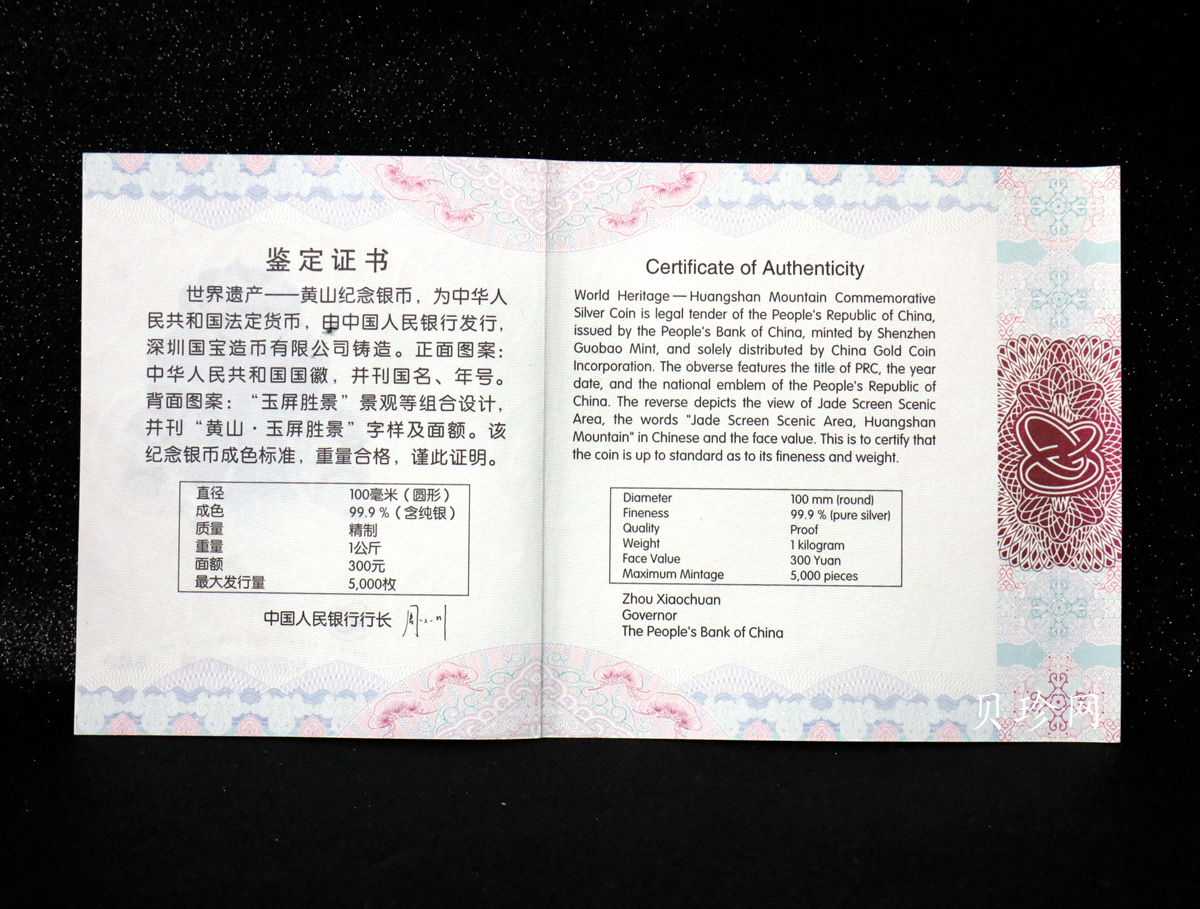 鉴定证书
世界遗产——黄山纪念银币，为中华人
民共和国法定货币，由中国人民银行发行，
深圳国宝造币有限公司铸造。正面图案：
中华人民共和国国徽，并刊国名、年号。
背面图案：“玉屏胜景”景观等组合设计，
并刊“黄山·玉屏胜景”字样及面额。该
纪念银币成色标准，重量合格，谨此证明。
直径 100毫米（圆形）
成色 99.9％（含纯银）
质量 精制
重量 1公斤
面额 300元
最大发行量 5,000枚
中国人民银行行长
Certificate of Authenticity
World Heritage — Huangshan Mountain Commemorative
Silver Coin is legal tender of the People's Republic of China,
issued by the People's Bank of China, minted by Shenzhen
Guobao Mint, and solely distributed by China Gold Coin
Incorporation. The obverse features the title of PRC, the year
date, and the national emblem of the People's Republic of
China. The reverse depicts the view of Jade Screen Scenic
Area, the words "Jade Screen Scenic Area, Huangshan
Mountain" in Chinese and the face value. This is to certify that
the coin is up to standard as to its fineness and weight.
Diameter 100 mm (round)
Fineness 99.9 % (pure silver)
Quality Proof
Weight 1 kilogram
Face Value 300 Yuan
Maximum Mintage 5,000 pieces
Zhou Xiaochuan
Governor
The People's Bank of China
贝珍网